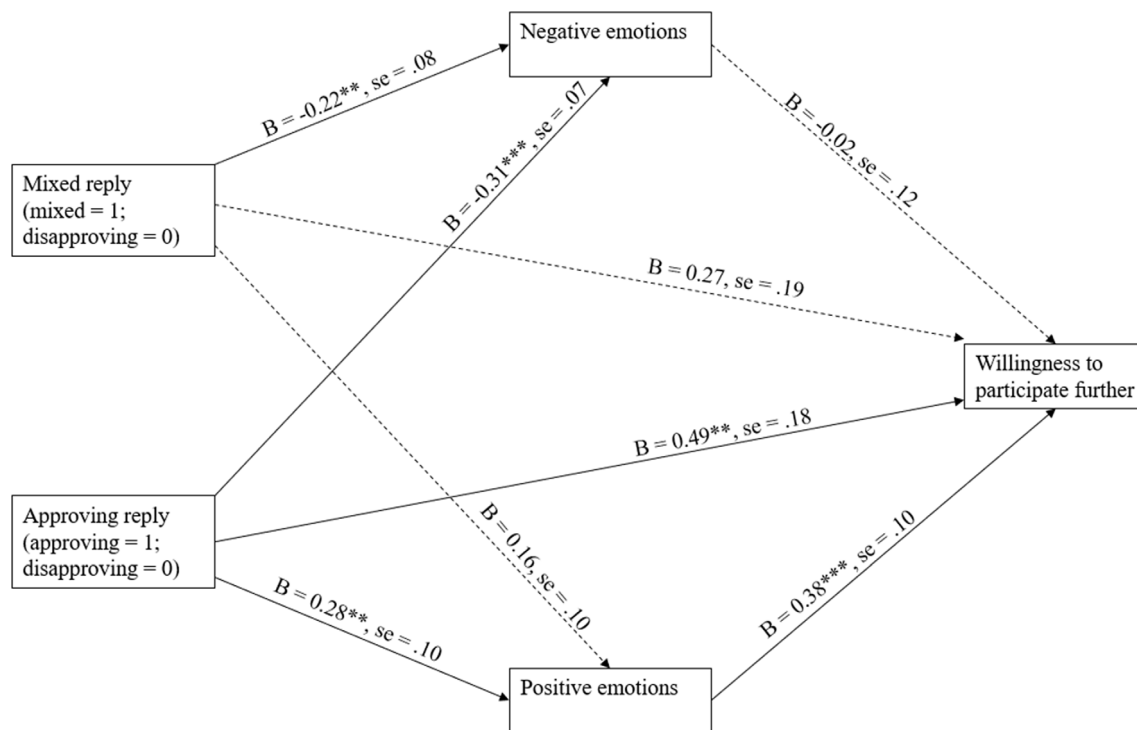 Negative emotions
B = -0.22**, se = .08
B = -0.31***, se = .07
B = -0.02, se = .12
Mixed reply
(mixed = 1;
disapproving = 0)
B = 0.27, se = .19
Willingness to
participate further
B = 0.49**, se = .18
Approving reply
(approving = 1;
disapproving = 0)
B = 0.16, se = .10
B = 0.28**, se = .10
B = 0.38***, se = .10
Positive emotions